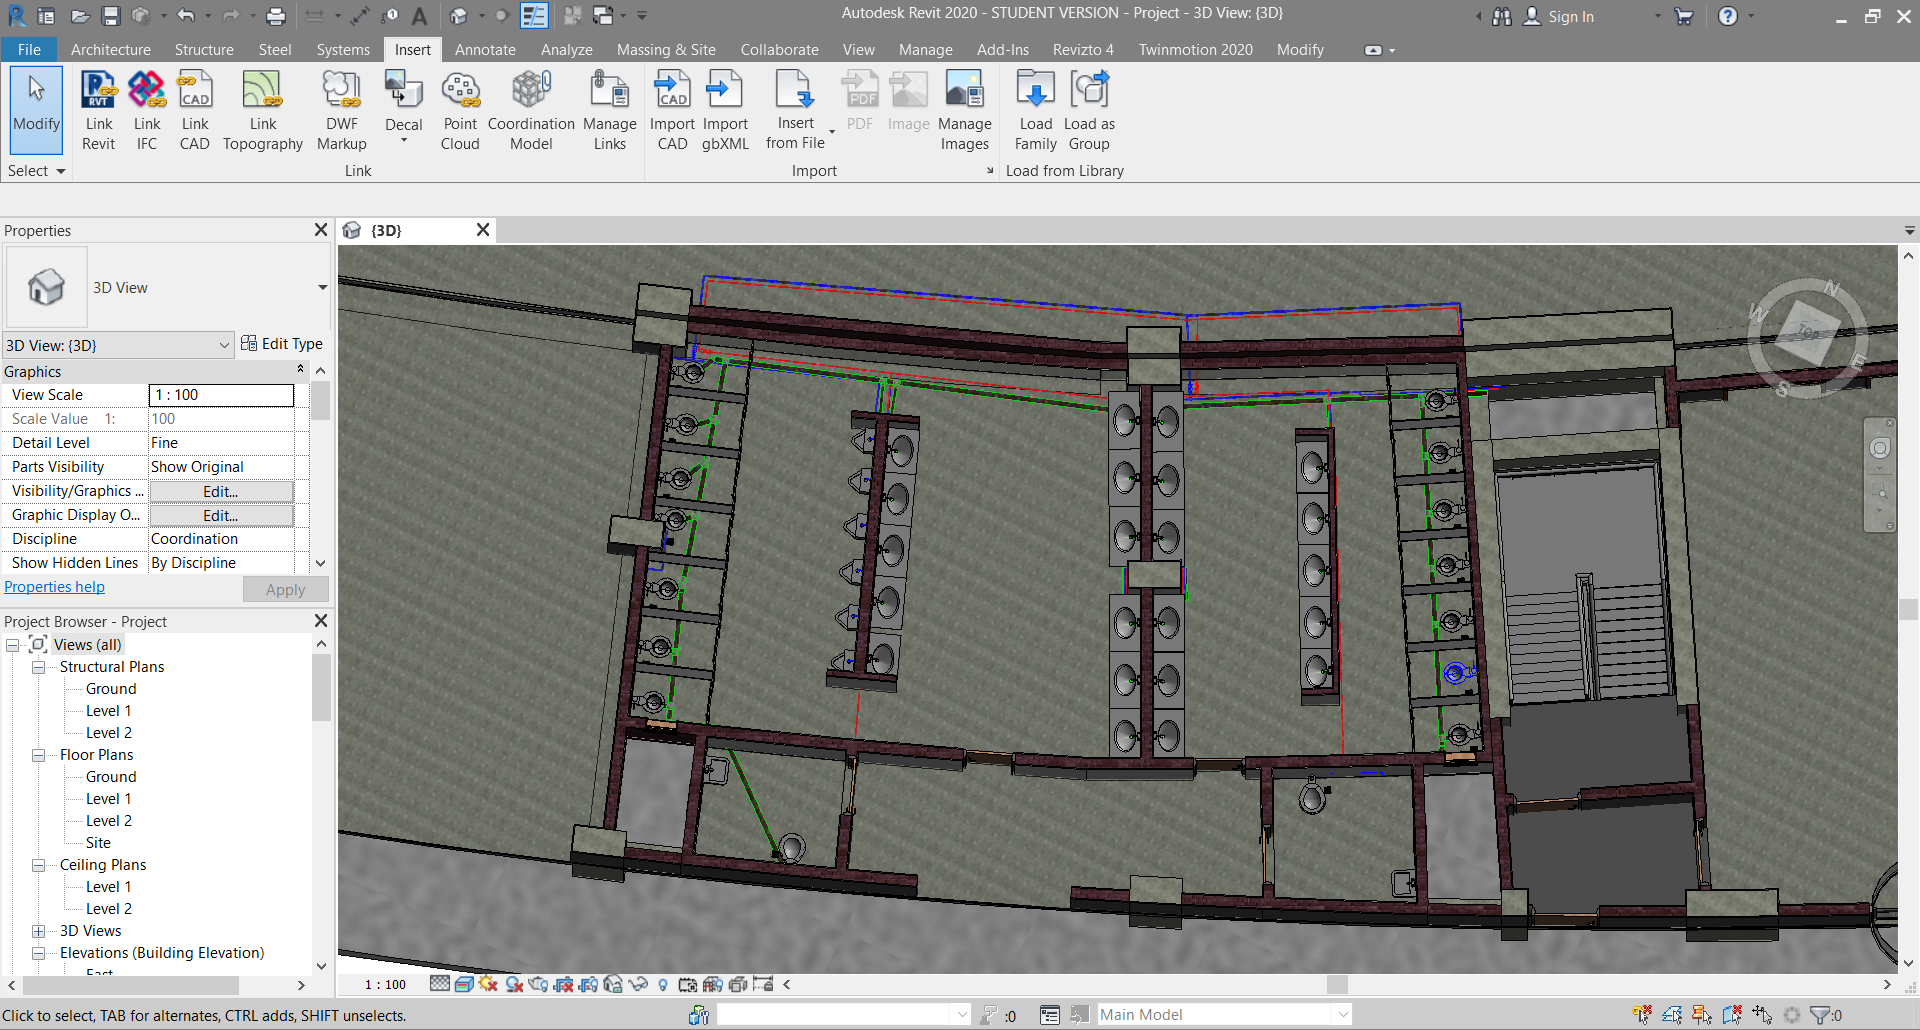 Autodesk Revit 2020 - STUDENT VERSION - Project - 3D View: {3D}
Sign In
File Architecture Structure Steel Systems Insert Annotate Analyze Massing & Site Collaborate View Manage Add-Ins Revizto 4 Twinmotion 2020 Modify
Modify
Link Revit
Link IFC
Link CAD
Link Topography
DWF Markup
Decal
Point Cloud
Coordination Model
Manage Links
Import CAD
Import gbXML
Insert from File
PDF
Image
Manage Images
Load Family
Load as Group
Select
Link
Import
Load from Library
Properties
{3D}
3D View
3D View: {3D}
Edit Type
Graphics
View Scale 1 : 100
Scale Value 1: 100
Detail Level Fine
Parts Visibility Show Original
Visibility/Graphics ... Edit...
Graphic Display O... Edit...
Discipline Coordination
Show Hidden Lines By Discipline
Properties help
Apply
Project Browser - Project
Views (all)
Structural Plans
Ground
Level 1
Level 2
Floor Plans
Ground
Level 1
Level 2
Site
Ceiling Plans
Level 1
Level 2
3D Views
Elevations (Building Elevation)
East
N
W
TOP
E
S
1 : 100
Click to select, TAB for alternates, CTRL adds, SHIFT unselects.
:0
Main Model
:0